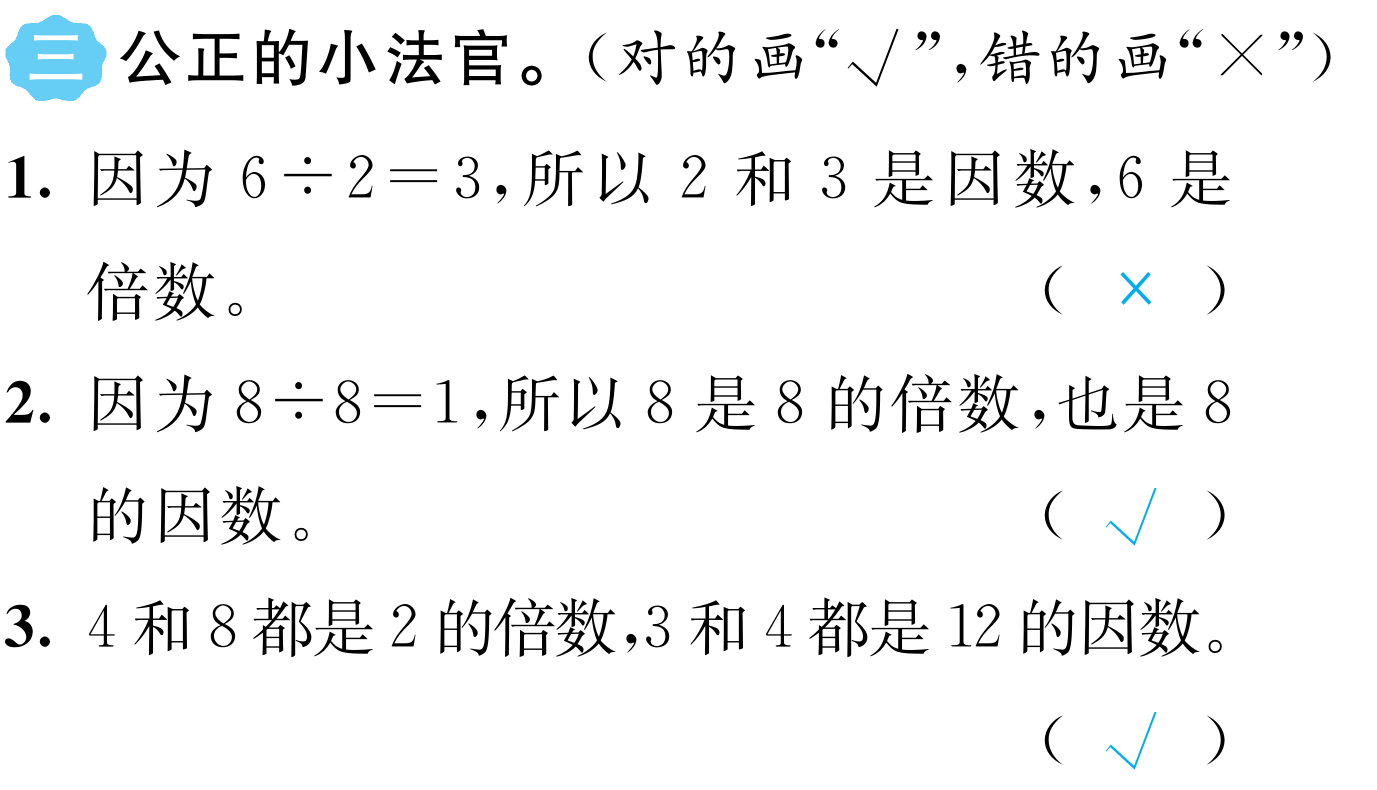 三 公正的小法官。(对的画“√”,错的画“×”)
1. 因为 6÷2=3,所以 2 和 3 是因数,6 是
倍数。 ( × )
2. 因为 8÷8=1,所以 8 是 8 的倍数,也是 8
的因数。 ( √ )
3. 4 和 8 都是 2 的倍数,3 和 4 都是 12 的因数。
( √ )